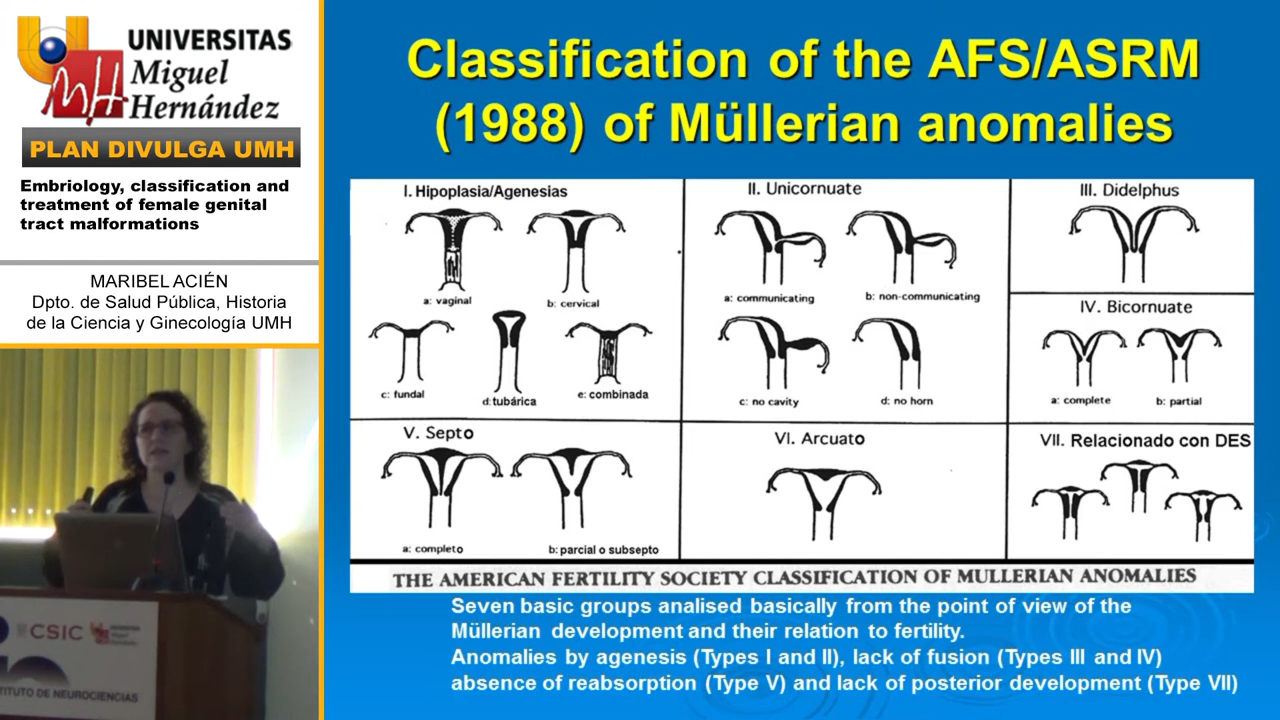 UNIVERSITAS
Miguel
Hernández
PLAN DIVULGA UMH
Embriology, classification and
treatment of female genital
tract malformations
MARIBEL ACIÉN
Dpto. de Salud Pública, Historia
de la Ciencia y Ginecología UMH
CSIC
TITUTO DE NEUROCIENCIAS
Classification of the AFS/ASRM
(1988) of Müllerian anomalies
I. Hipoplasia/Agenesias
a: vaginal
b: cervical
c: fundal
d: tubárica
e: combinada
II. Unicornuate
a: communicating
b: non-communicating
c: no cavity
d: no horn
III. Didelphus
IV. Bicornuate
a: complete
b: partial
V. Septo
a: completo
b: parcial o subsepto
VI. Arcuato
VII. Relacionado con DES
THE AMERICAN FERTILITY SOCIETY CLASSIFICATION OF MULLERIAN ANOMALIES
Seven basic groups analised basically from the point of view of the
Müllerian development and their relation to fertility.
Anomalies by agenesis (Types I and II), lack of fusion (Types III and IV)
absence of reabsorption (Type V) and lack of posterior development (Type VII)